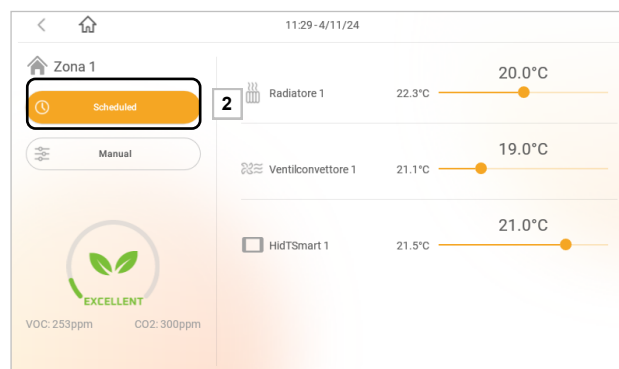 11:29-4/11/24
Zona 1
Scheduled
2
Manual
EXCELLENT
VOC: 253ppm CO2: 300ppm
20.0°C
Radiatore 1 22.3°C
19.0°C
Ventilconvettore 1 21.1°C
21.0°C
HidTSmart 1 21.5°C